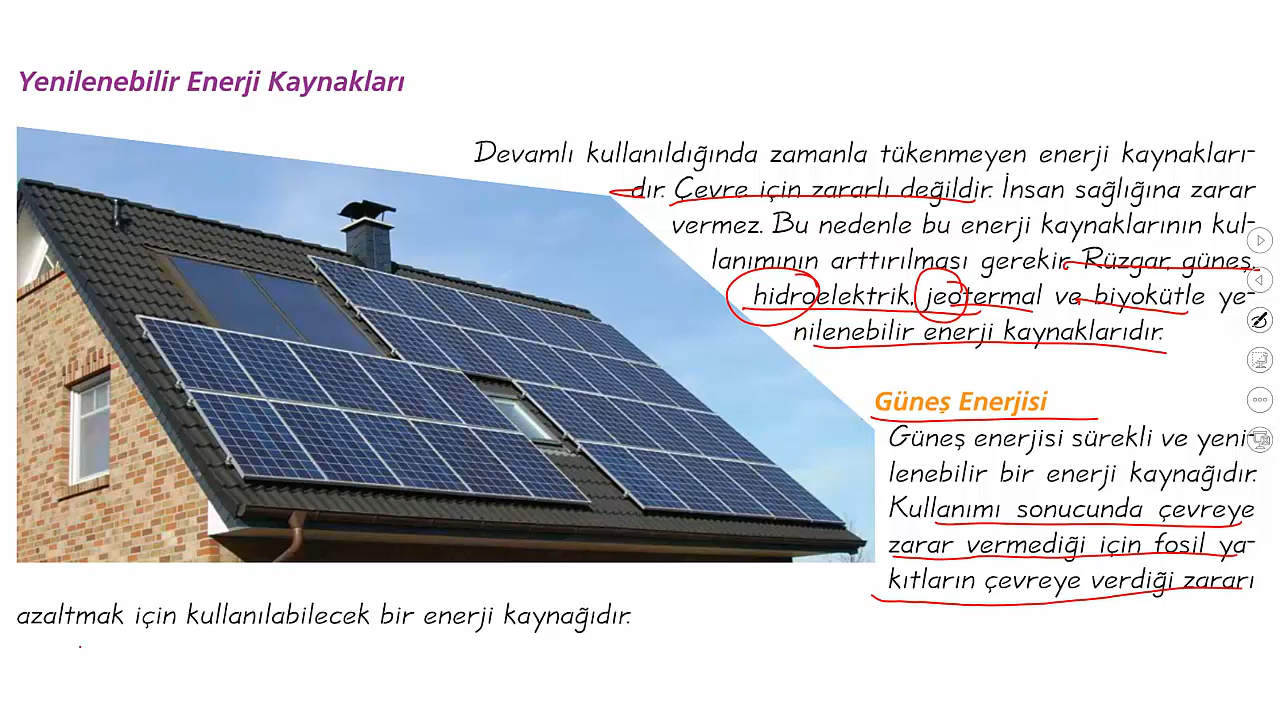 Yenilenebilir Enerji Kaynakları
Devamlı kullanıldığında zamanla tükenmeyen enerji kaynakları-
dır. Çevre için zararlı değildir. İnsan sağlığına zarar
vermez. Bu nedenle bu enerji kaynaklarının kul-
lanımının arttırılması gerekir. Rüzgar, güneş,
hidroelektrik, jeotermal ve biyokütle ye-
nilenebilir enerji kaynaklarıdır.
Güneş Enerjisi
Güneş enerjisi sürekli ve yeni-
lenebilir bir enerji kaynağıdır.
Kullanımı sonucunda çevreye
zarar vermediği için fosil ya-
kıtların çevreye verdiği zararı
azaltmak için kullanılabilecek bir enerji kaynağıdır.